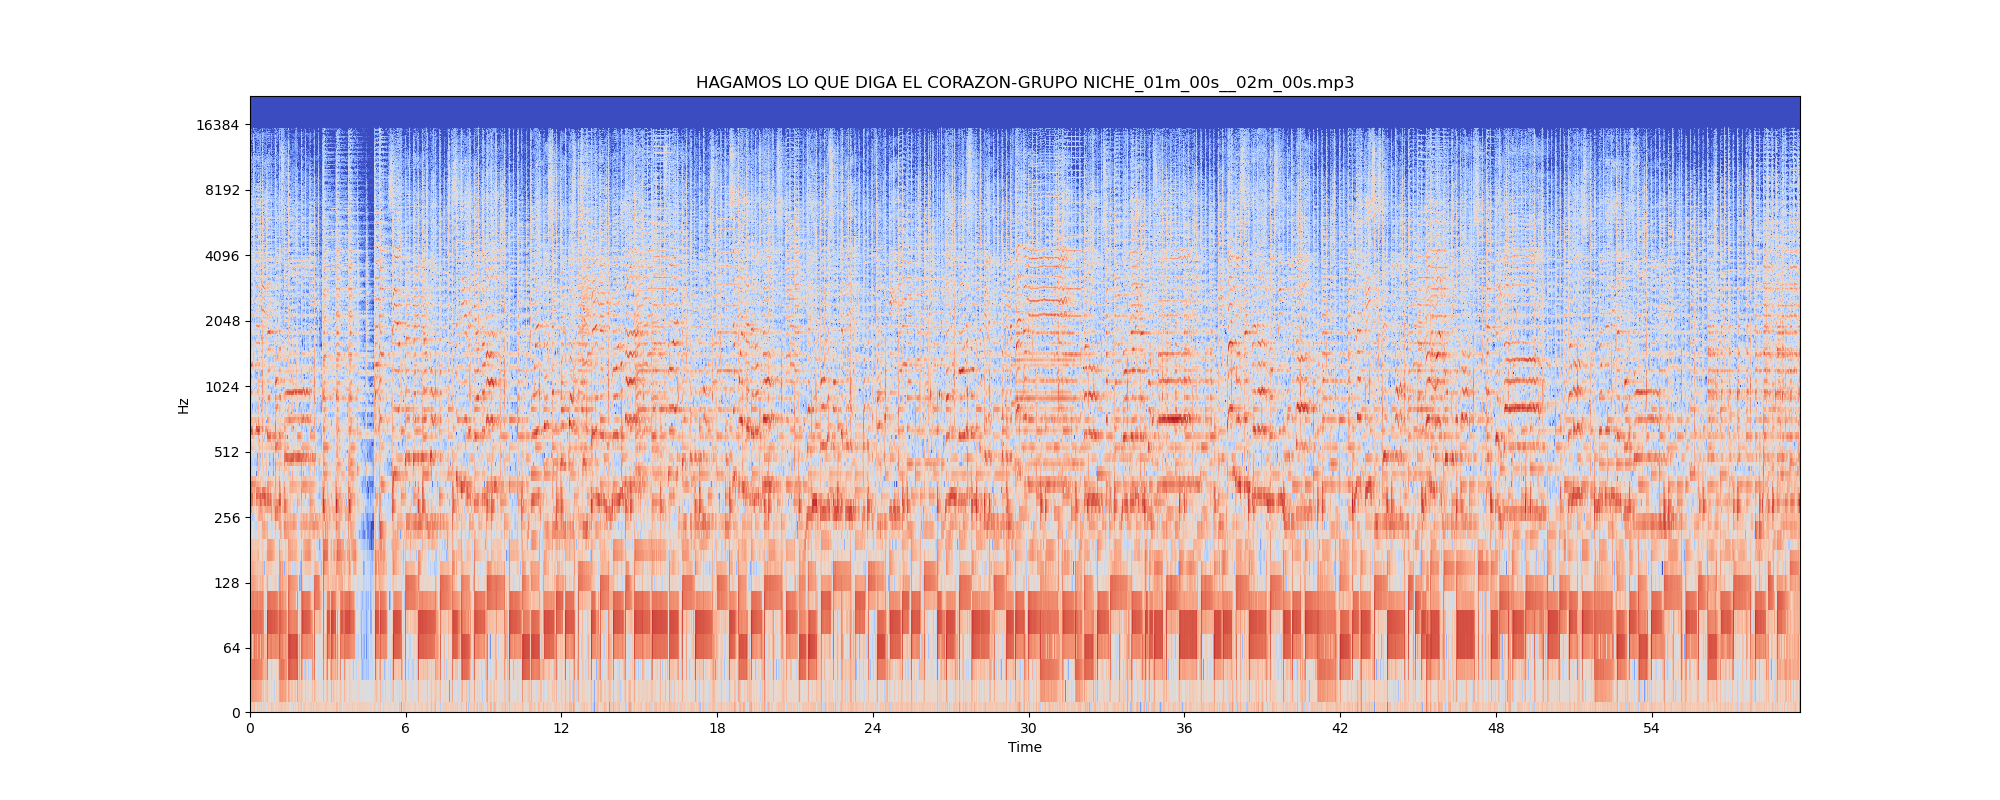 HAGAMOS LO QUE DIGA EL CORAZON-GRUPO NICHE_01m_00s__02m_00s.mp3
16384
8192
4096
2048
1024
512
256
128
64
0
Hz
0 6 12 18 24 30 36 42 48 54
Time